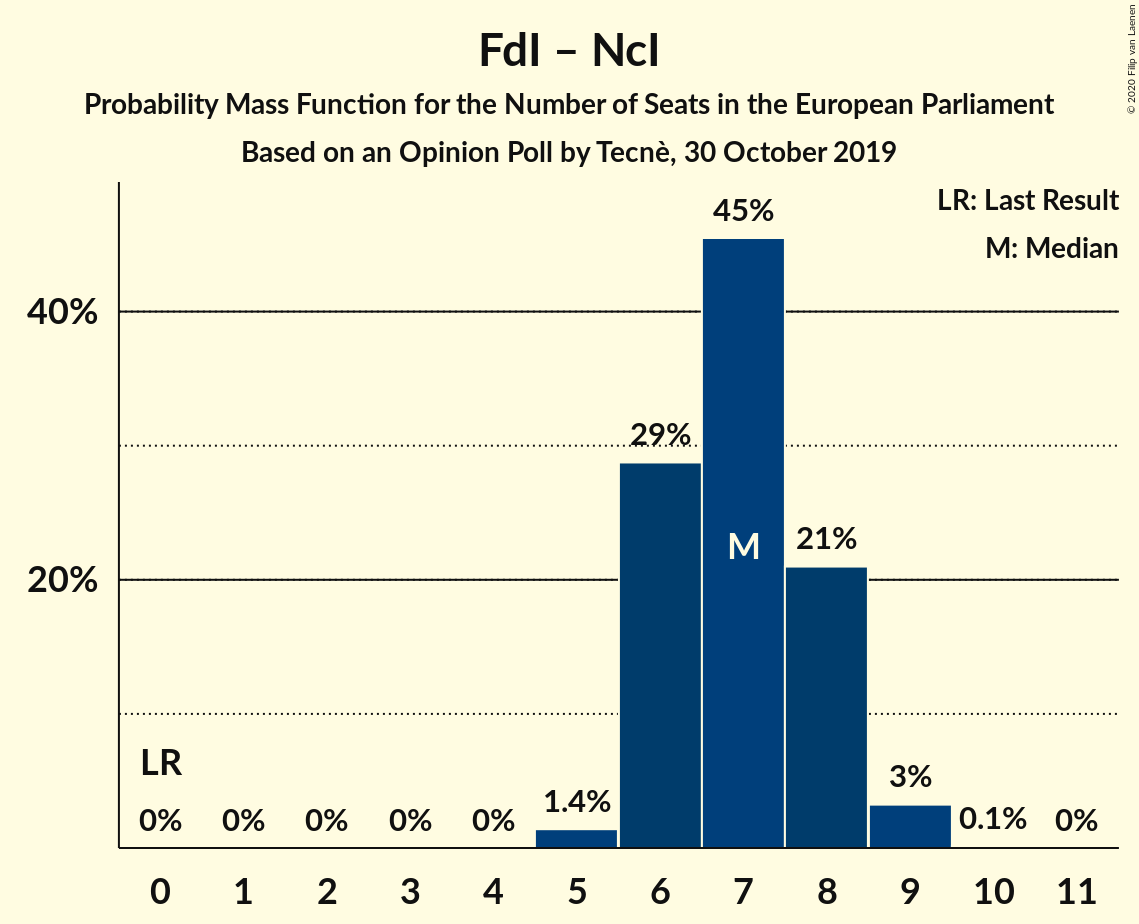 FdI – NcI
Probability Mass Function for the Number of Seats in the European Parliament
Based on an Opinion Poll by Tecnè, 30 October 2019
© 2020 Filip van Laenen
LR: Last Result
M: Median
45%
40%
29%
M
21%
20%
LR
0%
0%
0%
0%
0%
1.4%
3%
0.1%
0%
0 1 2 3 4 5 6 7 8 9 10 11